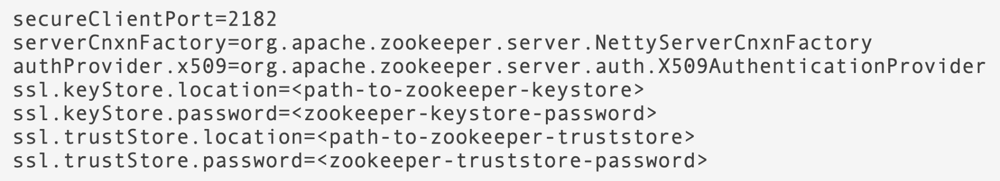 secureClientPort=2182
serverCnxnFactory=org.apache.zookeeper.server.NettyServerCnxnFactory
authProvider.x509=org.apache.zookeeper.server.auth.X509AuthenticationProvider
ssl.keyStore.location=<path-to-zookeeper-keystore>
ssl.keyStore.password=<zookeeper-keystore-password>
ssl.trustStore.location=<path-to-zookeeper-truststore>
ssl.trustStore.password=<zookeeper-truststore-password>